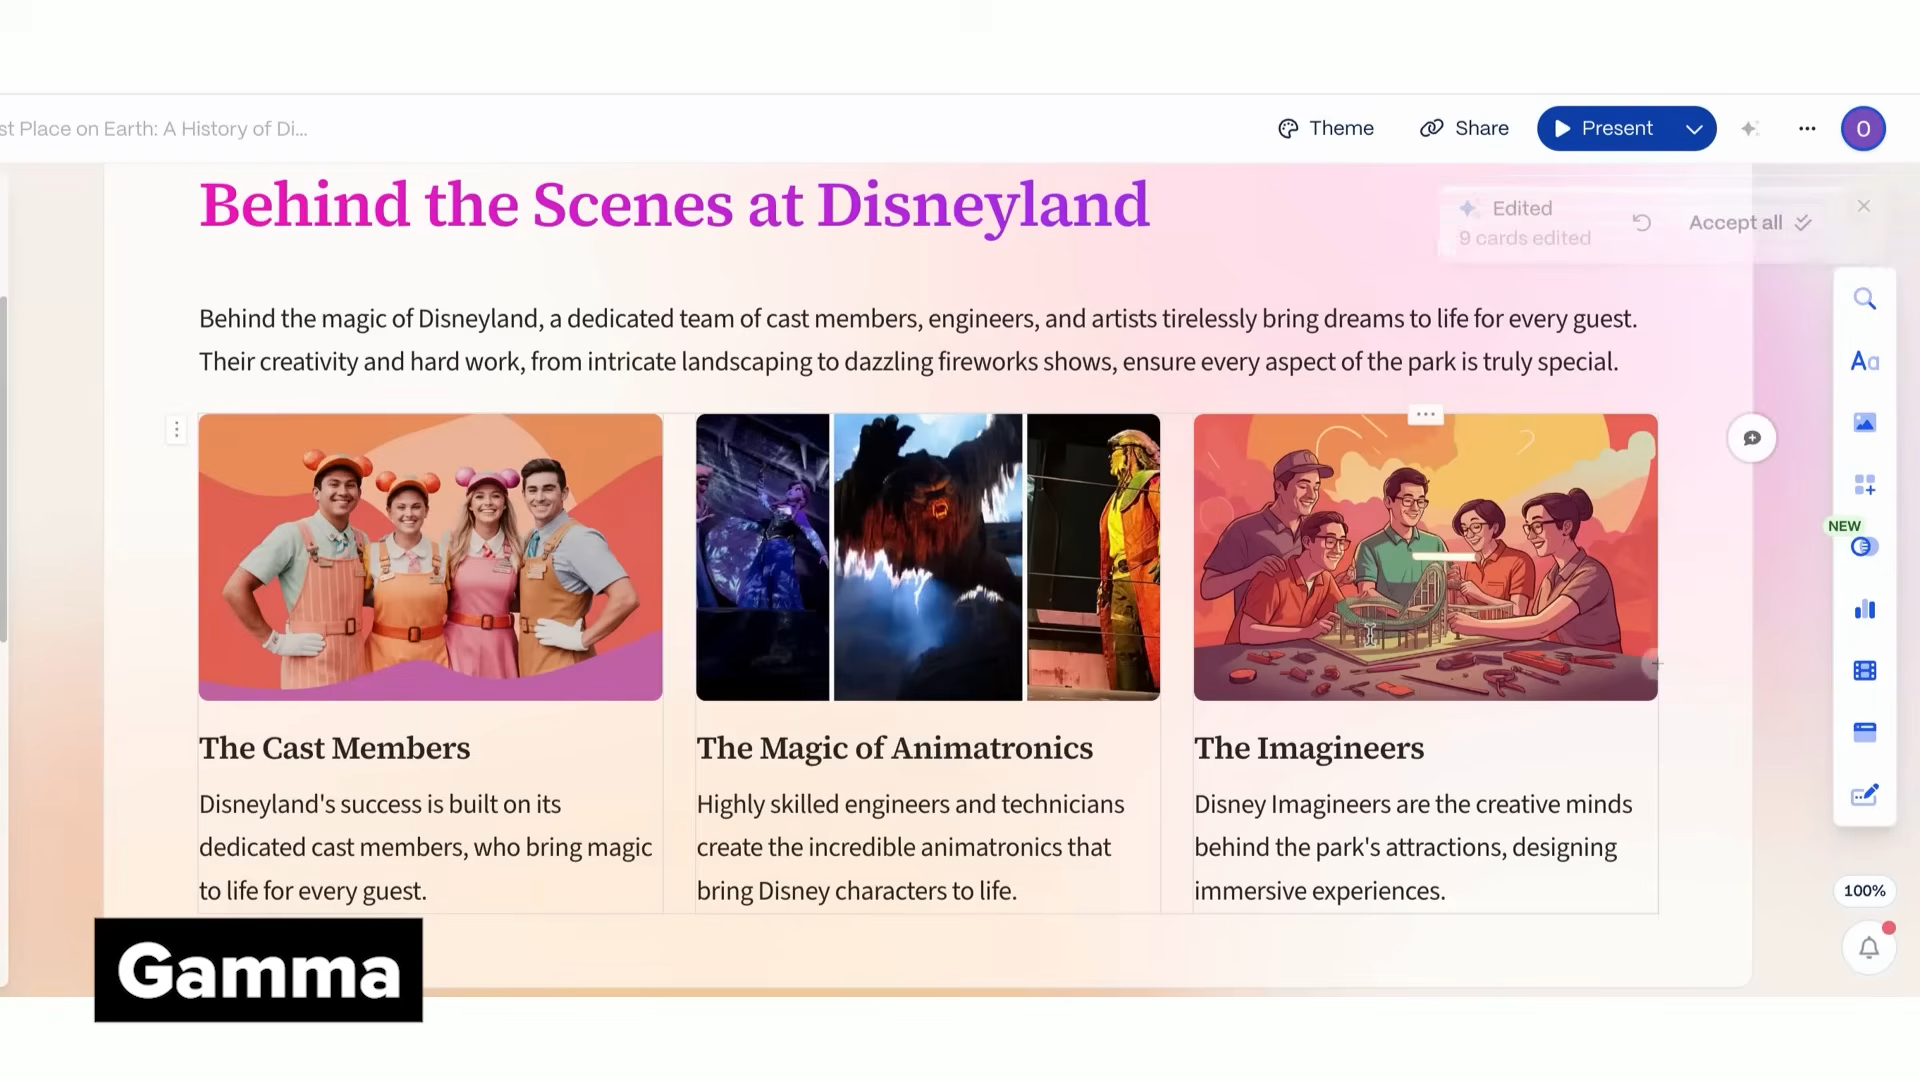 st Place on Earth: A History of Di...
Theme
Share
Present
O
Behind the Scenes at Disneyland
Edited
9 cards edited
Accept all
Behind the magic of Disneyland, a dedicated team of cast members, engineers, and artists tirelessly bring dreams to life for every guest.
Their creativity and hard work, from intricate landscaping to dazzling fireworks shows, ensure every aspect of the park is truly special.
Aa
NEW
The Cast Members
Disneyland's success is built on its
dedicated cast members, who bring magic
to life for every guest.
The Magic of Animatronics
Highly skilled engineers and technicians
create the incredible animatronics that
bring Disney characters to life.
The Imagineers
Disney Imagineers are the creative minds
behind the park's attractions, designing
immersive experiences.
100%
Gamma